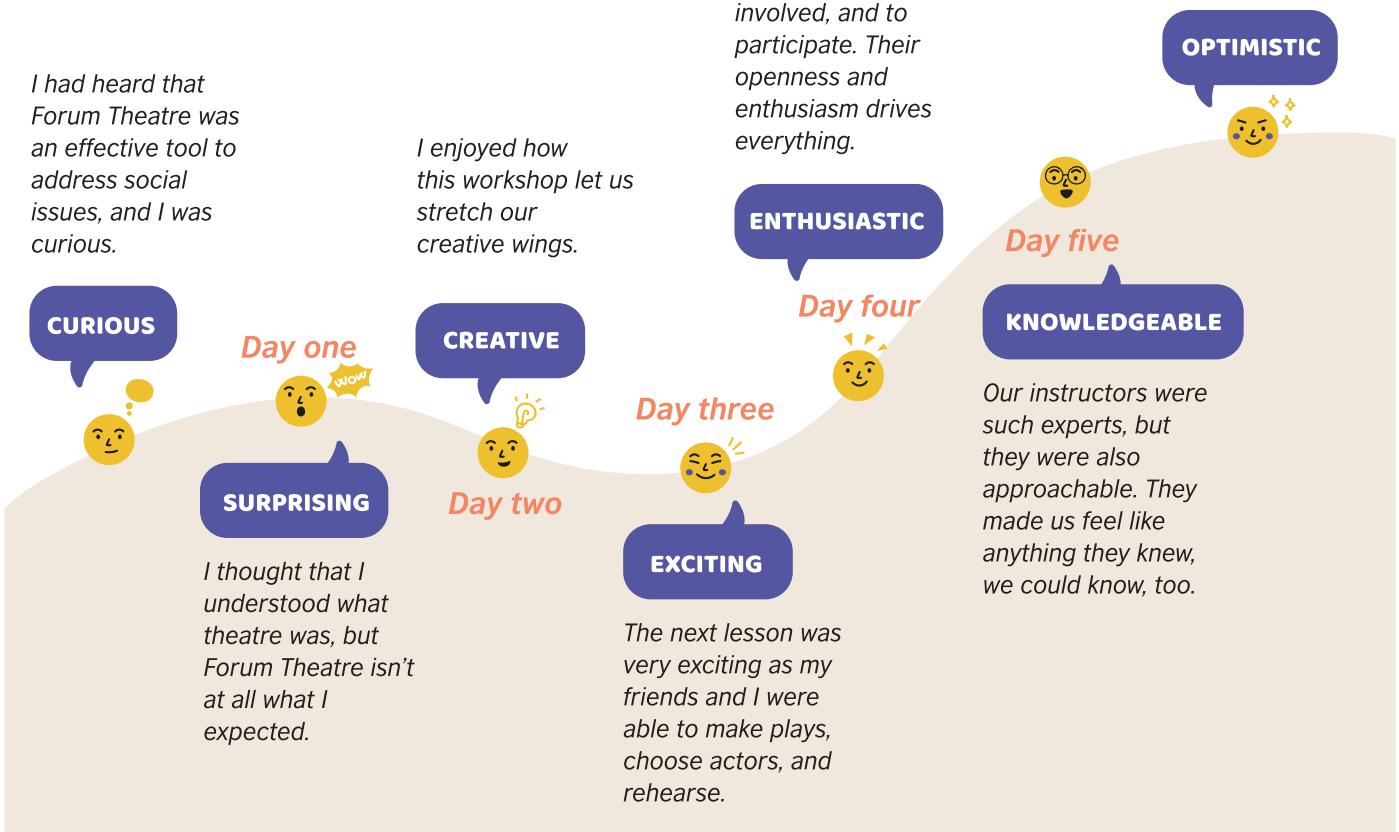 I had heard that
Forum Theatre was
an effective tool to
address social
issues, and I was
curious.
CURIOUS
Day one
WOW
SURPRISING
I thought that I
understood what
theatre was, but
Forum Theatre isn't
at all what I
expected.
I enjoyed how
this workshop let us
stretch our
creative wings.
CREATIVE
Day two
Day three
EXCITING
The next lesson was
very exciting as my
friends and I were
able to make plays,
choose actors, and
rehearse.
involved, and to
participate. Their
openness and
enthusiasm drives
everything.
ENTHUSIASTIC
Day four
Day five
KNOWLEDGEABLE
Our instructors were
such experts, but
they were also
approachable. They
made us feel like
anything they knew,
we could know, too.
OPTIMISTIC